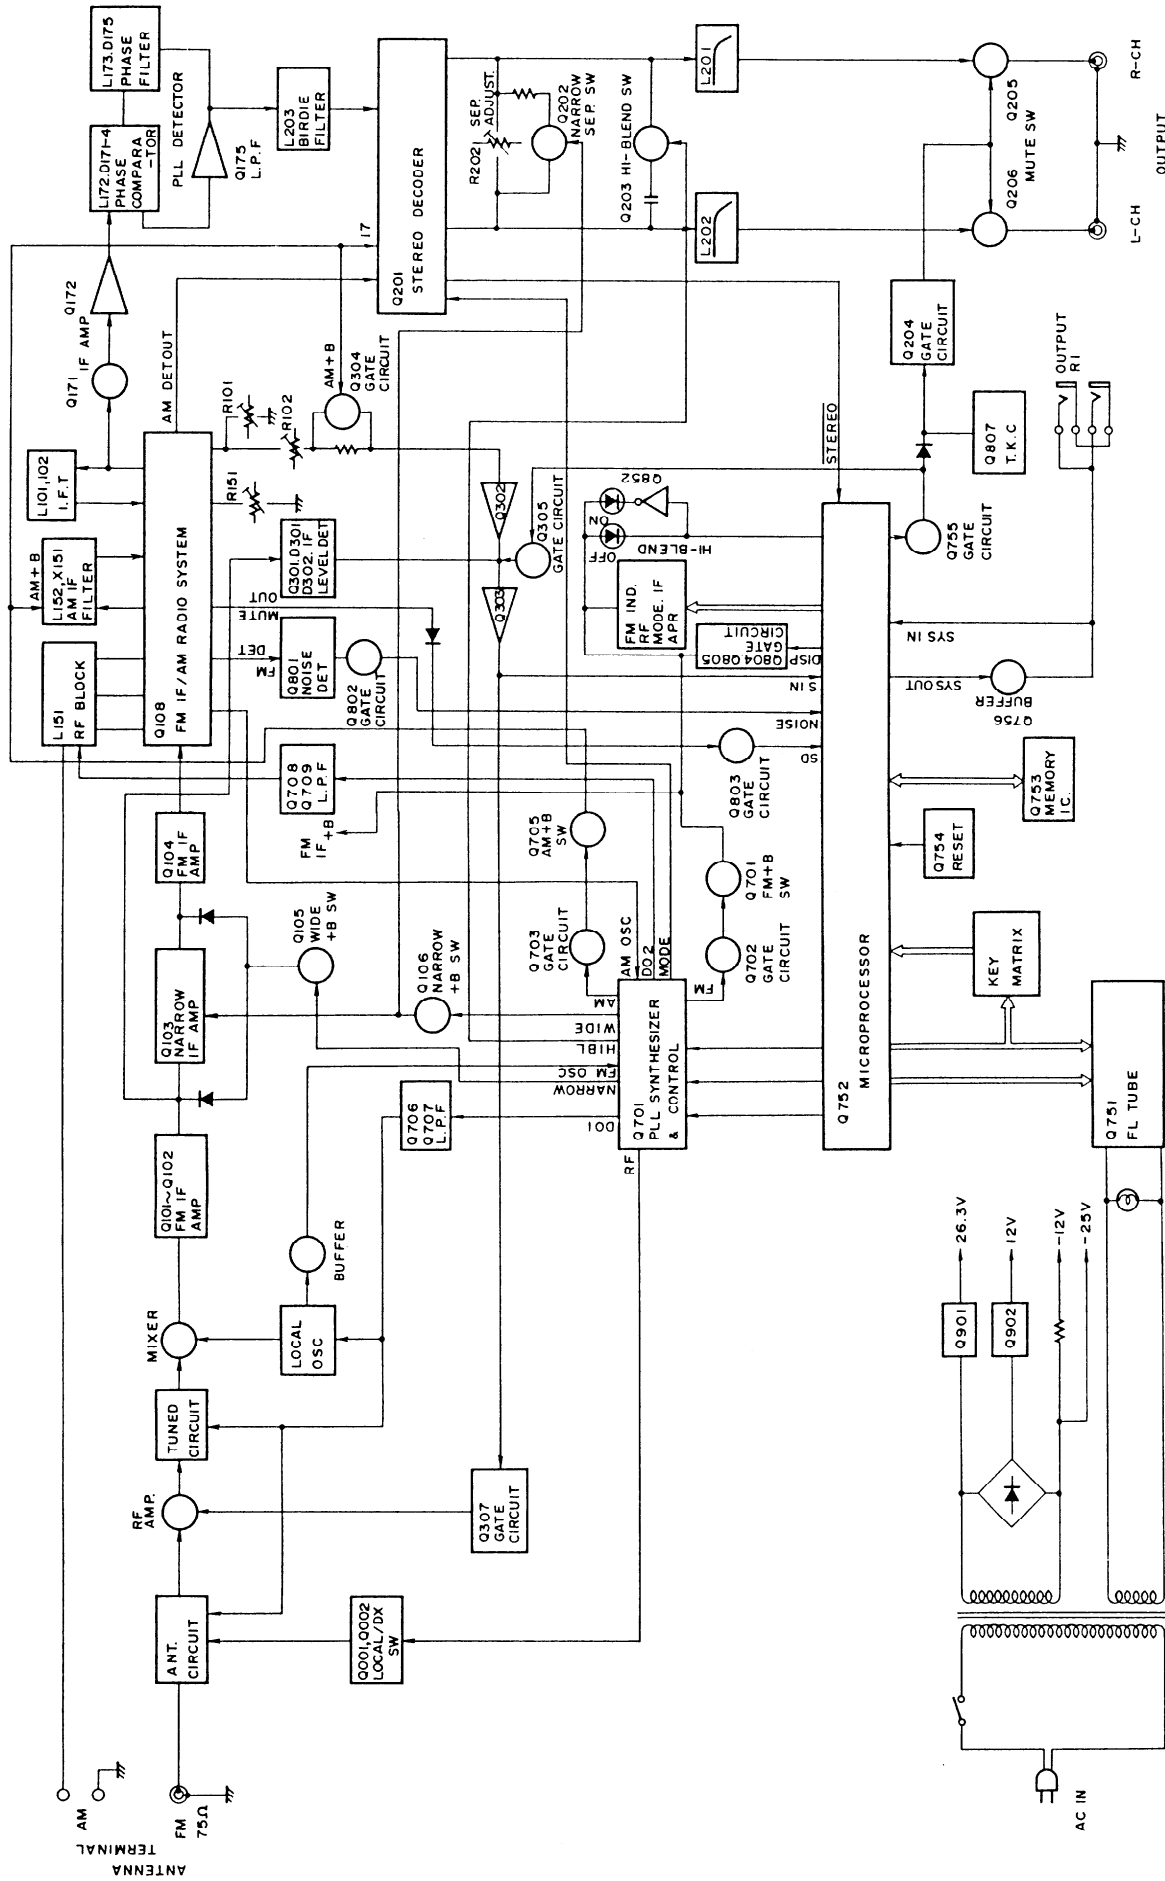 ANTENNA
TERMINAL
AM
FM
75Ω
ANT.
CIRCUIT
RF
AMP.
TUNED
CIRCUIT
MIXER
LOCAL
OSC
BUFFER
Q101~Q102
FM IF
AMP
Q103
NARROW
IF AMP
Q104
FM IF
AMP
Q105
WIDE
+B SW
Q106
NARROW
+B SW
L151
RF BLOCK
AM+B
L152,X151
AM IF
FILTER
L101,102
I.F.T
Q108
FM IF/AM RADIO SYSTEM
AM DETOUT
Q171
IF AMP
Q172
L172.D171-4
PHASE
COMPARA
-TOR
L173.D175
PHASE
FILTER
PLL DETECTOR
Q175
L.P.F
L203
BIRDIE
FILTER
17
Q201
STEREO DECODER
R2021
SEP.
ADJUST.
Q202
NARROW
SEP. SW
Q203 HI-BLEND SW
L201
L202
Q205
Q206
MUTE SW
R-CH
L-CH
OUTPUT
R101
R102
R151
AM+B
Q304
GATE
CIRCUIT
Q301.D301
D302.IF
LEVEL DET
MUTE
OUT
FM
DET
Q801
NOISE
DET
Q802
GATE
CIRCUIT
Q302
Q303
Q305
GATE CIRCUIT
Q708
Q709
L.P.F
FM
IF+B
Q705
AM+B
SW
Q703
GATE
CIRCUIT
Q701
FM+B
SW
Q702
GATE
CIRCUIT
Q706
Q707
L.P.F
Q701
PLL SYNTHESIZER
& CONTROL
RF
DO1
NARROW
FM OSC
HIBL
WIDE
AM
AM OSC
DO2
MODE
FM
Q307
GATE
CIRCUIT
Q001,Q002
LOCAL/DX
SW
FM IND.
RF
MODE. IF
APR
Q804Q805
GATE
CIRCUIT
DISP
OFF
ON
Q852
HI-BLEND
STEREO
S IN
NOISE
SD
Q803
GATE
CIRCUIT
Q752
MICROPROCESSOR
Q755
GATE
CIRCUIT
Q204
GATE
CIRCUIT
Q807
T.K.C
OUTPUT
R1
SYS IN
SYSOUT
BUFFER
Q756
Q753
MEMORY
IC.
Q754
RESET
KEY
MATRIX
Q751
FL TUBE
26.3V
12V
-12V
-25V
Q901
Q902
AC IN